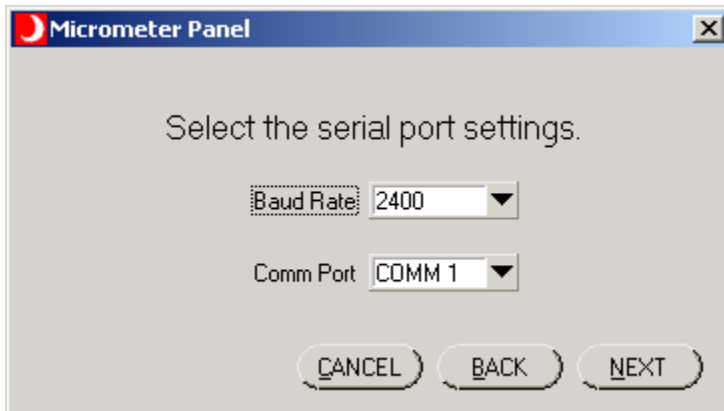 Micrometer Panel
Select the serial port settings.
Baud Rate 2400
Comm Port COMM 1
CANCEL BACK NEXT